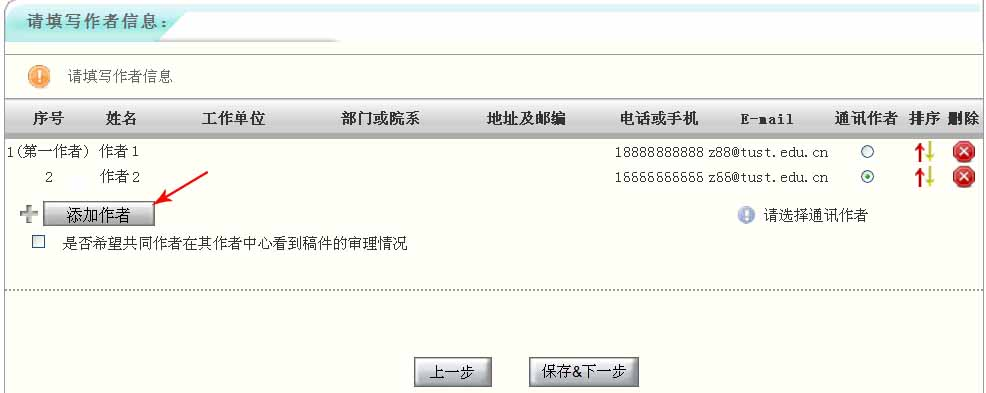 请填写作者信息：
请填写作者信息
序号 姓名 工作单位 部门或院系 地址及邮编 电话或手机 E-mail 通讯作者 排序 删除
1(第一作者) 作者1 18888888888 z88@tust.edu.cn
2 作者2 16666666666 z66@tust.edu.cn
添加作者 请选择通讯作者
是否希望共同作者在其作者中心看到稿件的审理情况
上一步 保存&下一步